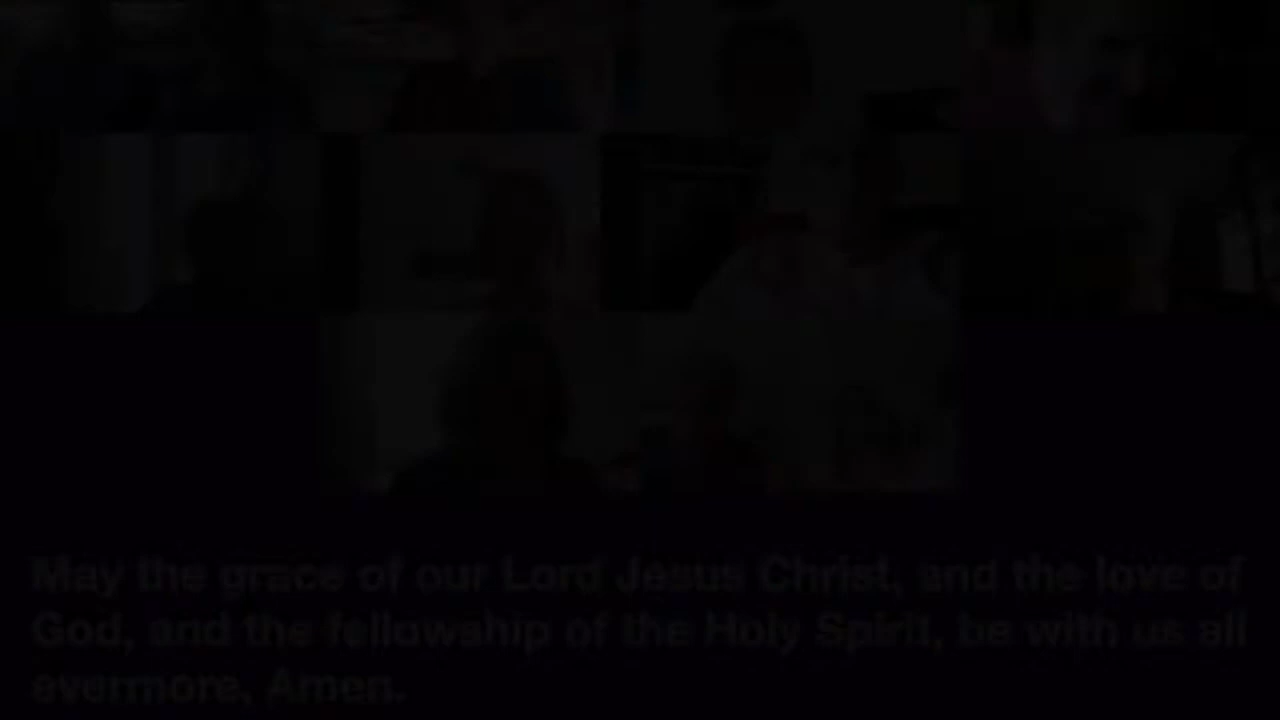 May the grace of our Lord Jesus Christ, and the love of
God, and the fellowship of the Holy Spirit, be with us all
evermore, Amen.